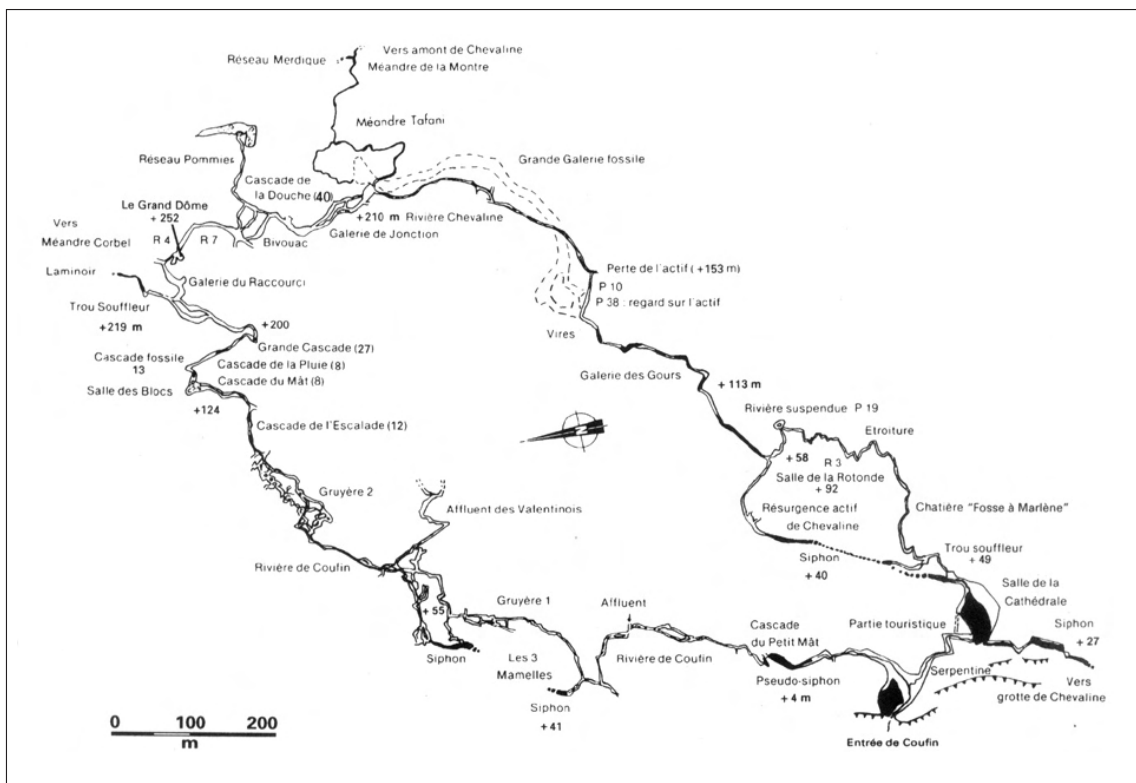 Vers amont de Chevaline
Réseau Merdique
Méandre de la Montre
Méandre Tafani
Réseau Pommiés
Grande Galerie fossile
Cascade de
la Douche (40)
Le Grand Dôme
+ 252
+210 m
Rivière Chevaline
Galerie de Jonction
Vers
Méandre Corbel
R 4
R 7
Bivouac
Laminoir
Galerie du Raccourci
Trou Souffleur
+219 m
Perte de l'actif (+153 m)
P 10
P 38 : regard sur l'actif
Vires
+200
Grande Cascade (27)
Cascade fossile
13
Cascade de la Pluie (8)
Cascade du Mât (8)
Salle des Blocs
+124
Galerie des Gours
+113 m
Cascade de l'Escalade (12)
N
Rivière suspendue P 19
Etroiture
+ 58
R 3
Salle de la Rotonde
+ 92
Gruyère 2
Affluent des Valentinois
Résurgence actif
de Chevaline
Chatière "Fosse à Marlène"
Siphon
+ 40
Trou souffleur
+ 49
Rivière de Coufin
Salle de la
Cathédrale
+ 55
Gruyère 1
Affluent
Cascade
du Petit Mât
Partie touristique
Siphon
+ 27
Siphon
Les 3
Mamelles
Rivière de Coufin
Serpentine
Pseudo-siphon
+ 4 m
Vers
grotte de Chevaline
Siphon
+ 41
Entrée de Coufin
0 100 200
m